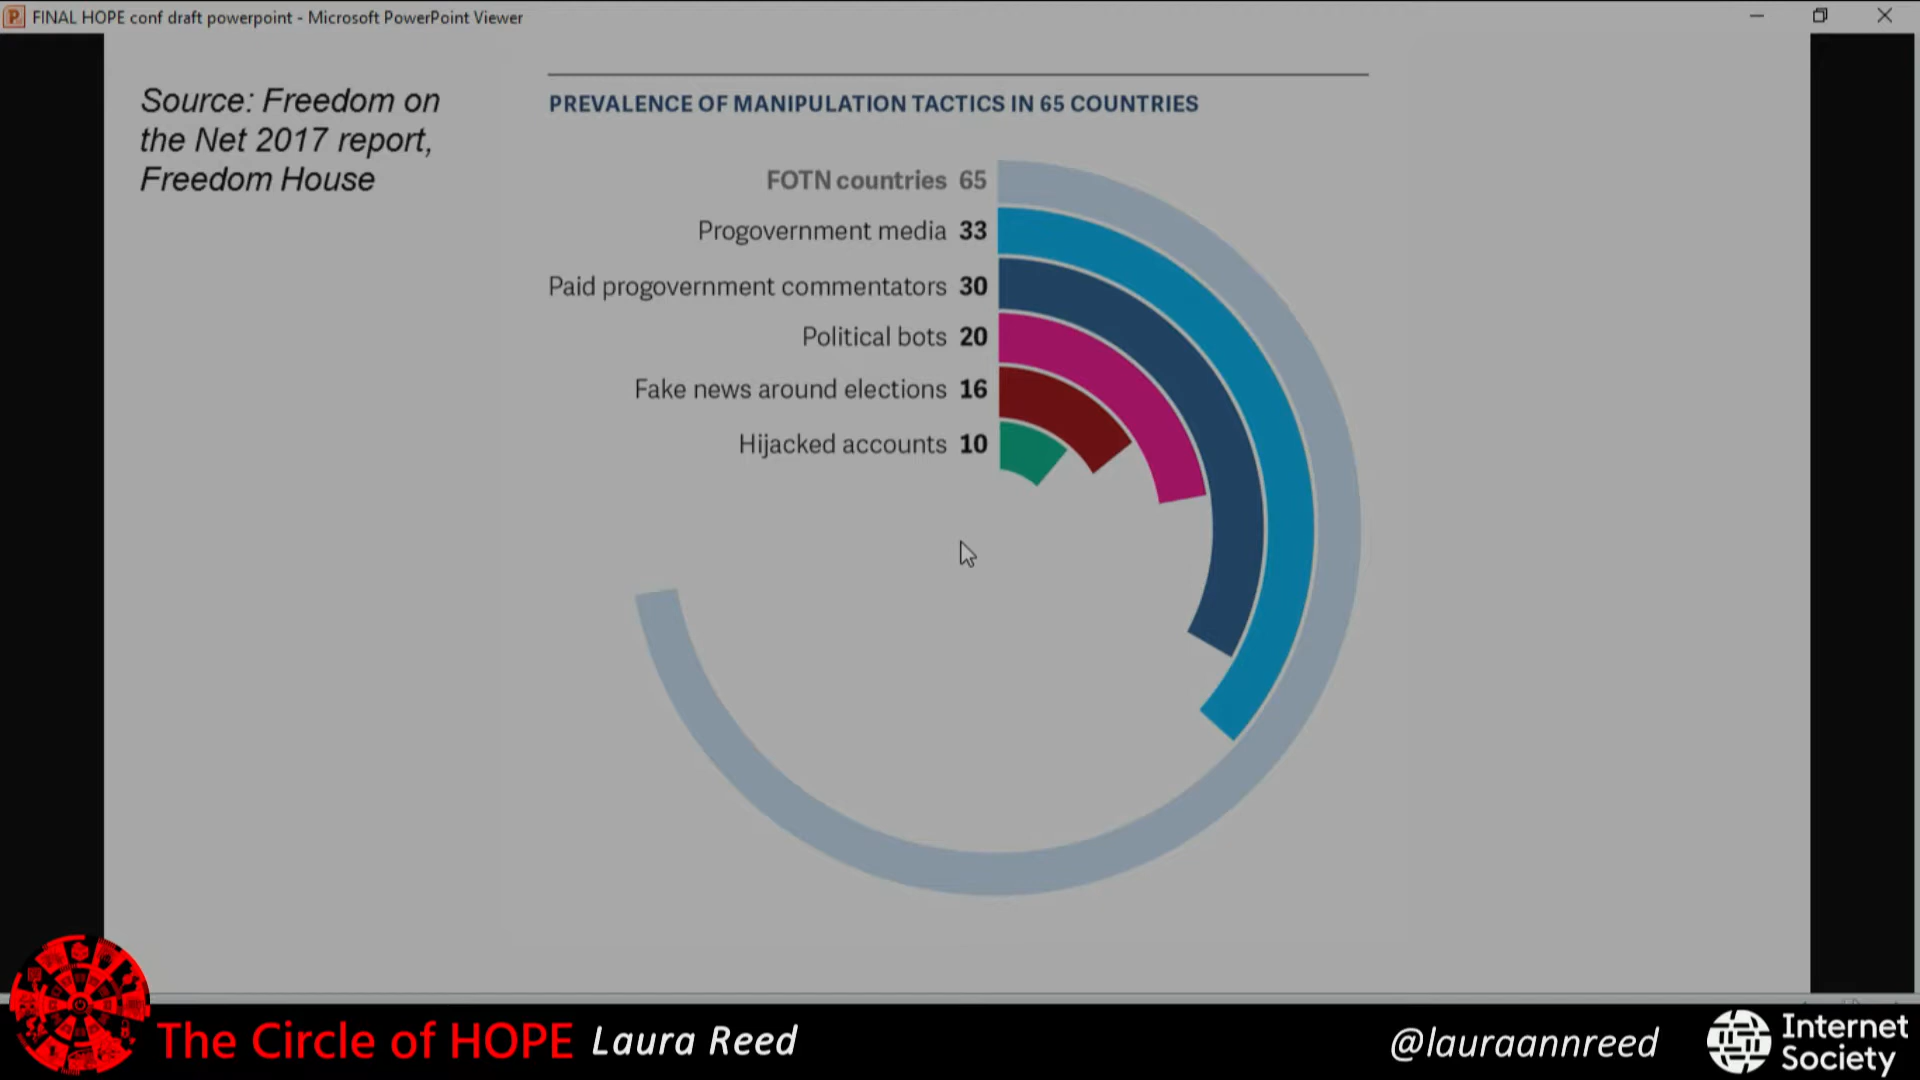 FINAL HOPE conf draft powerpoint - Microsoft PowerPoint Viewer
Source: Freedom on
the Net 2017 report,
Freedom House
PREVALENCE OF MANIPULATION TACTICS IN 65 COUNTRIES
FOTN countries 65
Progovernment media 33
Paid progovernment commentators 30
Political bots 20
Fake news around elections 16
Hijacked accounts 10
The Circle of HOPE Laura Reed
@lauraannreed
Internet
Society